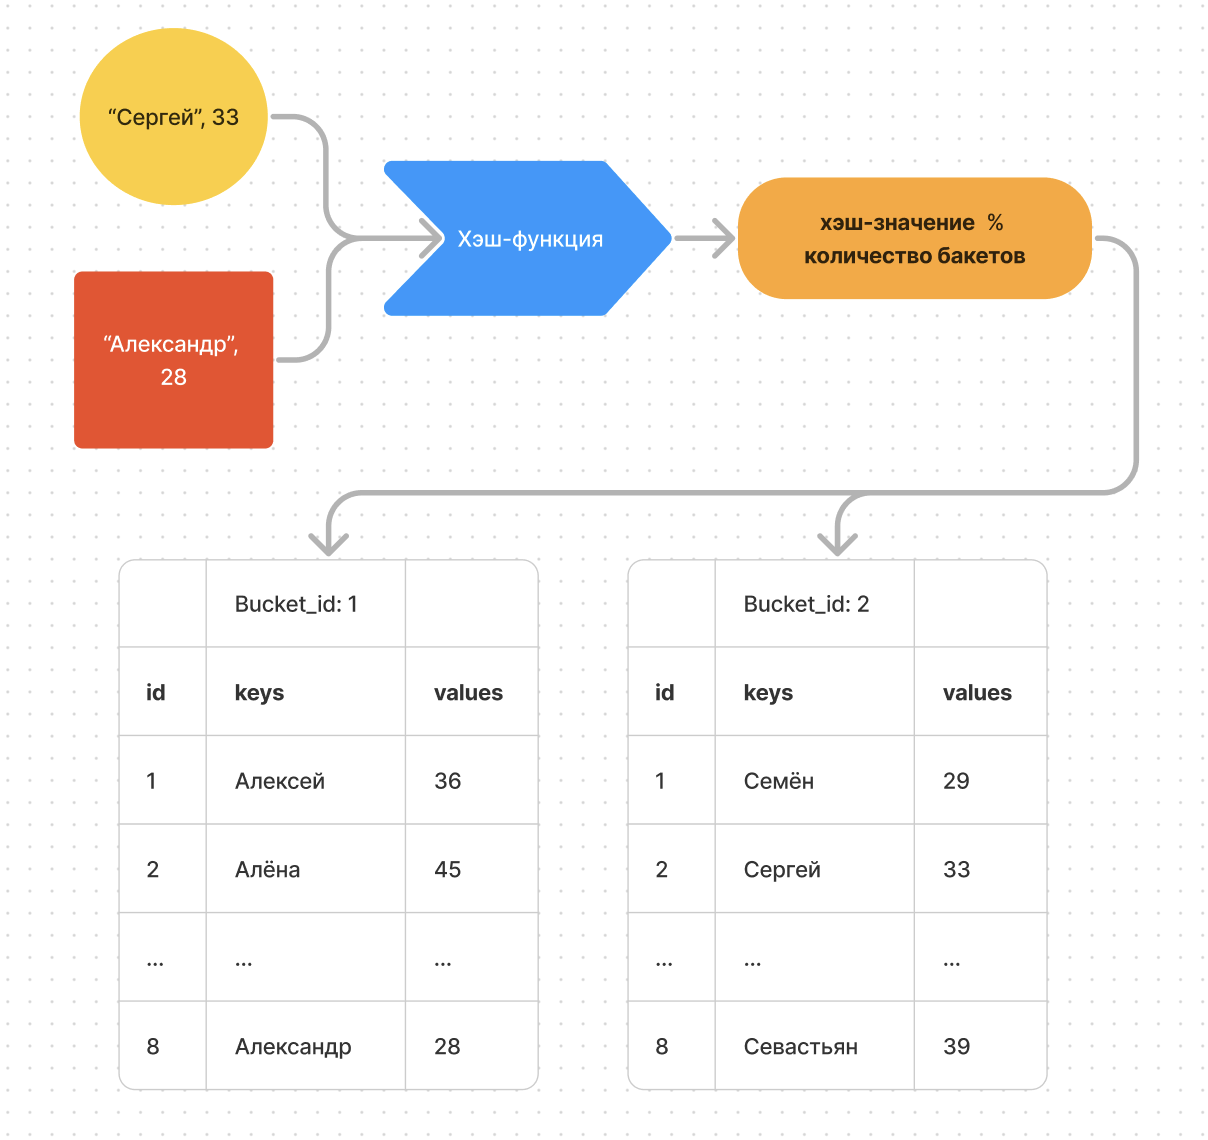 “Сергей”, 33
“Александр”,
28
Хэш-функция
хэш-значение %
количество бакетов
Bucket_id: 1
id keys values
1 Алексей 36
2 Алёна 45
... ... ...
8 Александр 28
Bucket_id: 2
id keys values
1 Семён 29
2 Сергей 33
... ... ...
8 Севастьян 39